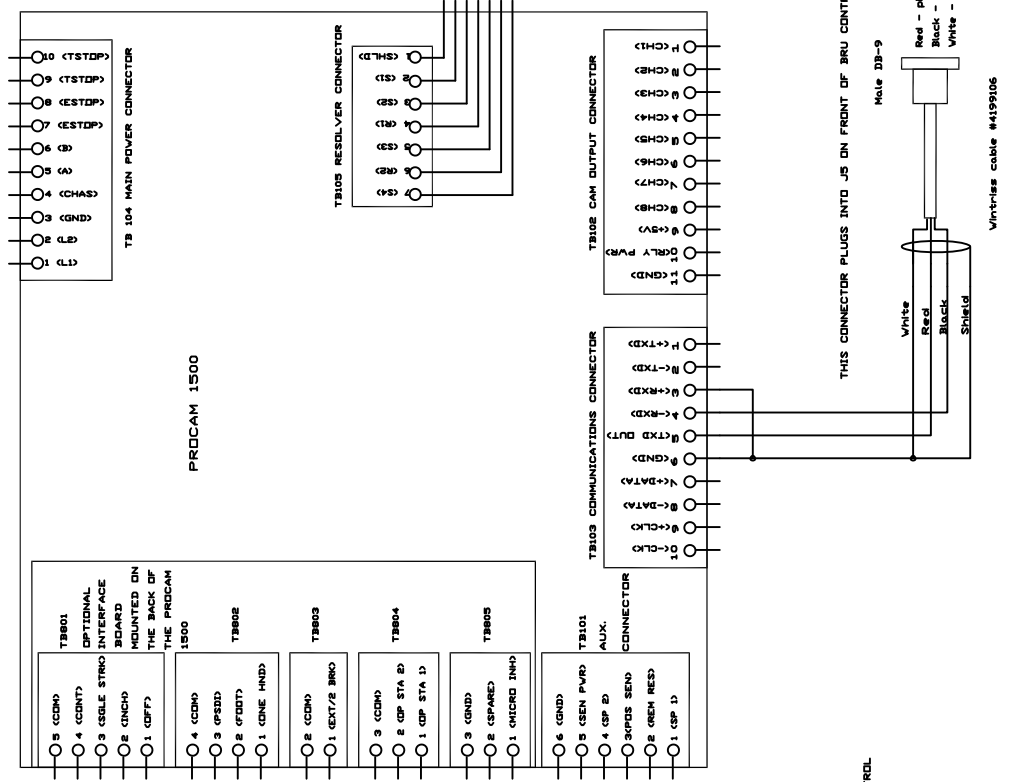 10 (TSTOP)
9 (TSTOP)
8 (ESTOP)
7 (ESTOP)
6 (B)
5 (A)
4 (CHAS)
3 (GND)
2 (L2)
1 (L1)
TB 104 MAIN POWER CONNECTOR
TB105 RESOLVER CONNECTOR
1 (SHLD)
2 (S1)
3 (S2)
4 (R1)
5 (S3)
6 (R2)
7 (S4)
TB102 CAM OUTPUT CONNECTOR
1 (CH1)
2 (CH2)
3 (CH3)
4 (CH4)
5 (CH5)
6 (CH6)
7 (CH7)
8 (CH8)
9 (+5V)
10 (RLY PWR)
11 (GND)
TB103 COMMUNICATIONS CONNECTOR
1 (+TXD)
2 (-TXD)
3 (+RXD)
4 (-RXD)
5 (TXD OUT)
6 (GND)
7 (+DATA)
8 (-DATA)
9 (+CLK)
10 (-CLK)
PROCAM 1500
THIS CONNECTOR PLUGS INTO J5 ON FRONT OF BRU
Male DB-9
Red -
Black -
White -
Wintriss cable #4199106
White
Red
Black
Shield
TB801
OPTIONAL
INTERFACE
BOARD
MOUNTED ON
THE BACK OF
THE PROCAM
1500
5 (COM)
4 (CONT)
3 (SGLE STRK)
2 (INCH)
1 (OFF)
TB802
4 (COM)
3 (PSDI)
2 (FOOT)
1 (ONE HND)
TB803
2 (COM)
1 (EXT/2 BRK)
TB804
3 (COM)
2 (OP STA 2)
1 (OP STA 1)
TB805
3 (GND)
2 (SPARE)
1 (MICRO INH)
TB101
AUX.
CONNECTOR
6 (GND)
5 (SEN PWR)
4 (SP 2)
3(POS SEN)
2 (REM RES)
1 (SP 1)